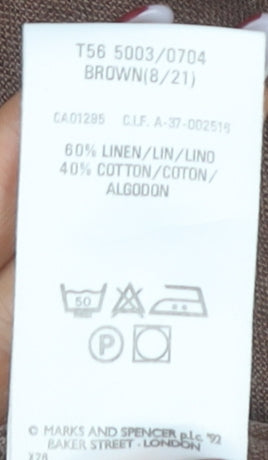 T56 5003/0704
BROWN(8/21)
CA01295 C.I.F. A-37-002519
60% LINEN/LIN/LINO
40% COTTON/COTON/
ALGODON
50
P
© MARKS AND SPENCER p.l.c. '92
BAKER STREET - LONDON
X28